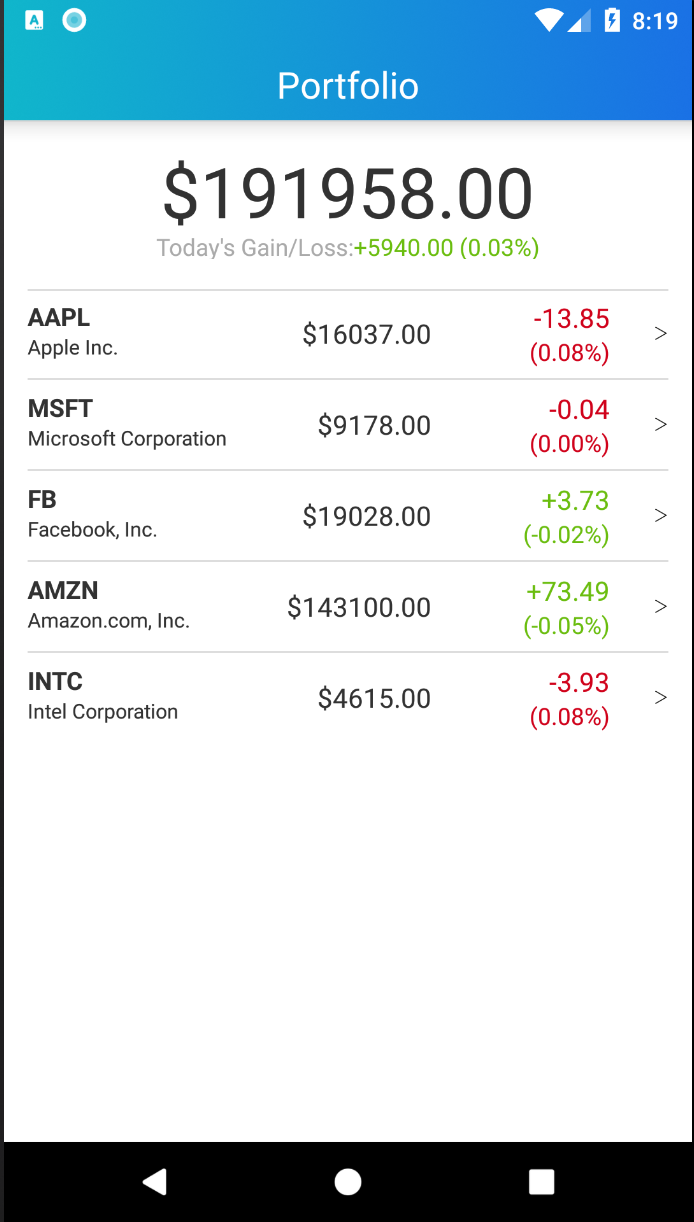 8:19
Portfolio
$191958.00
Today's Gain/Loss:+5940.00 (0.03%)
AAPL
Apple Inc.
$16037.00
-13.85
(0.08%)
>
MSFT
Microsoft Corporation
$9178.00
-0.04
(0.00%)
>
FB
Facebook, Inc.
$19028.00
+3.73
(-0.02%)
>
AMZN
Amazon.com, Inc.
$143100.00
+73.49
(-0.05%)
>
INTC
Intel Corporation
$4615.00
-3.93
(0.08%)
>